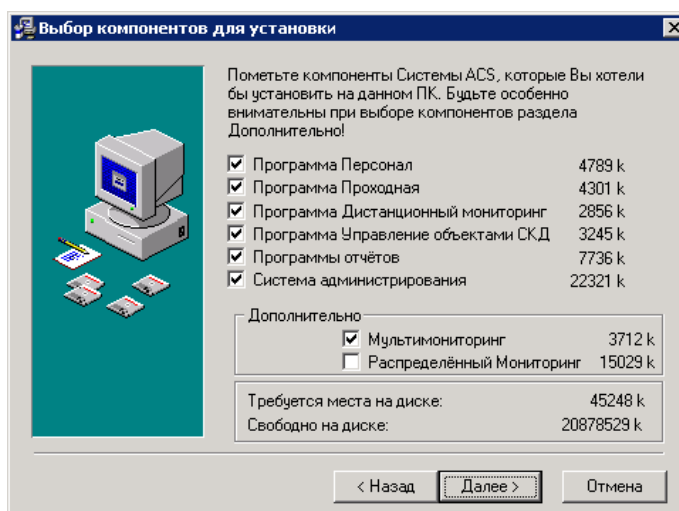 Выбор компонентов для установки
Пометьте компоненты Системы ACS, которые Вы хотели
бы установить на данном ПК. Будьте особенно
внимательны при выборе компонентов раздела
Дополнительно!
Программа Персонал 4789 k
Программа Проходная 4301 k
Программа Дистанционный мониторинг 2856 k
Программа Управление объектами СКД 3245 k
Программы отчётов 7736 k
Система администрирования 22321 k
Дополнительно
Мультимониторинг 3712 k
Распределённый Мониторинг 15029 k
Требуется места на диске: 45248 k
Свободно на диске: 20878529 k
< Назад Далее > Отмена